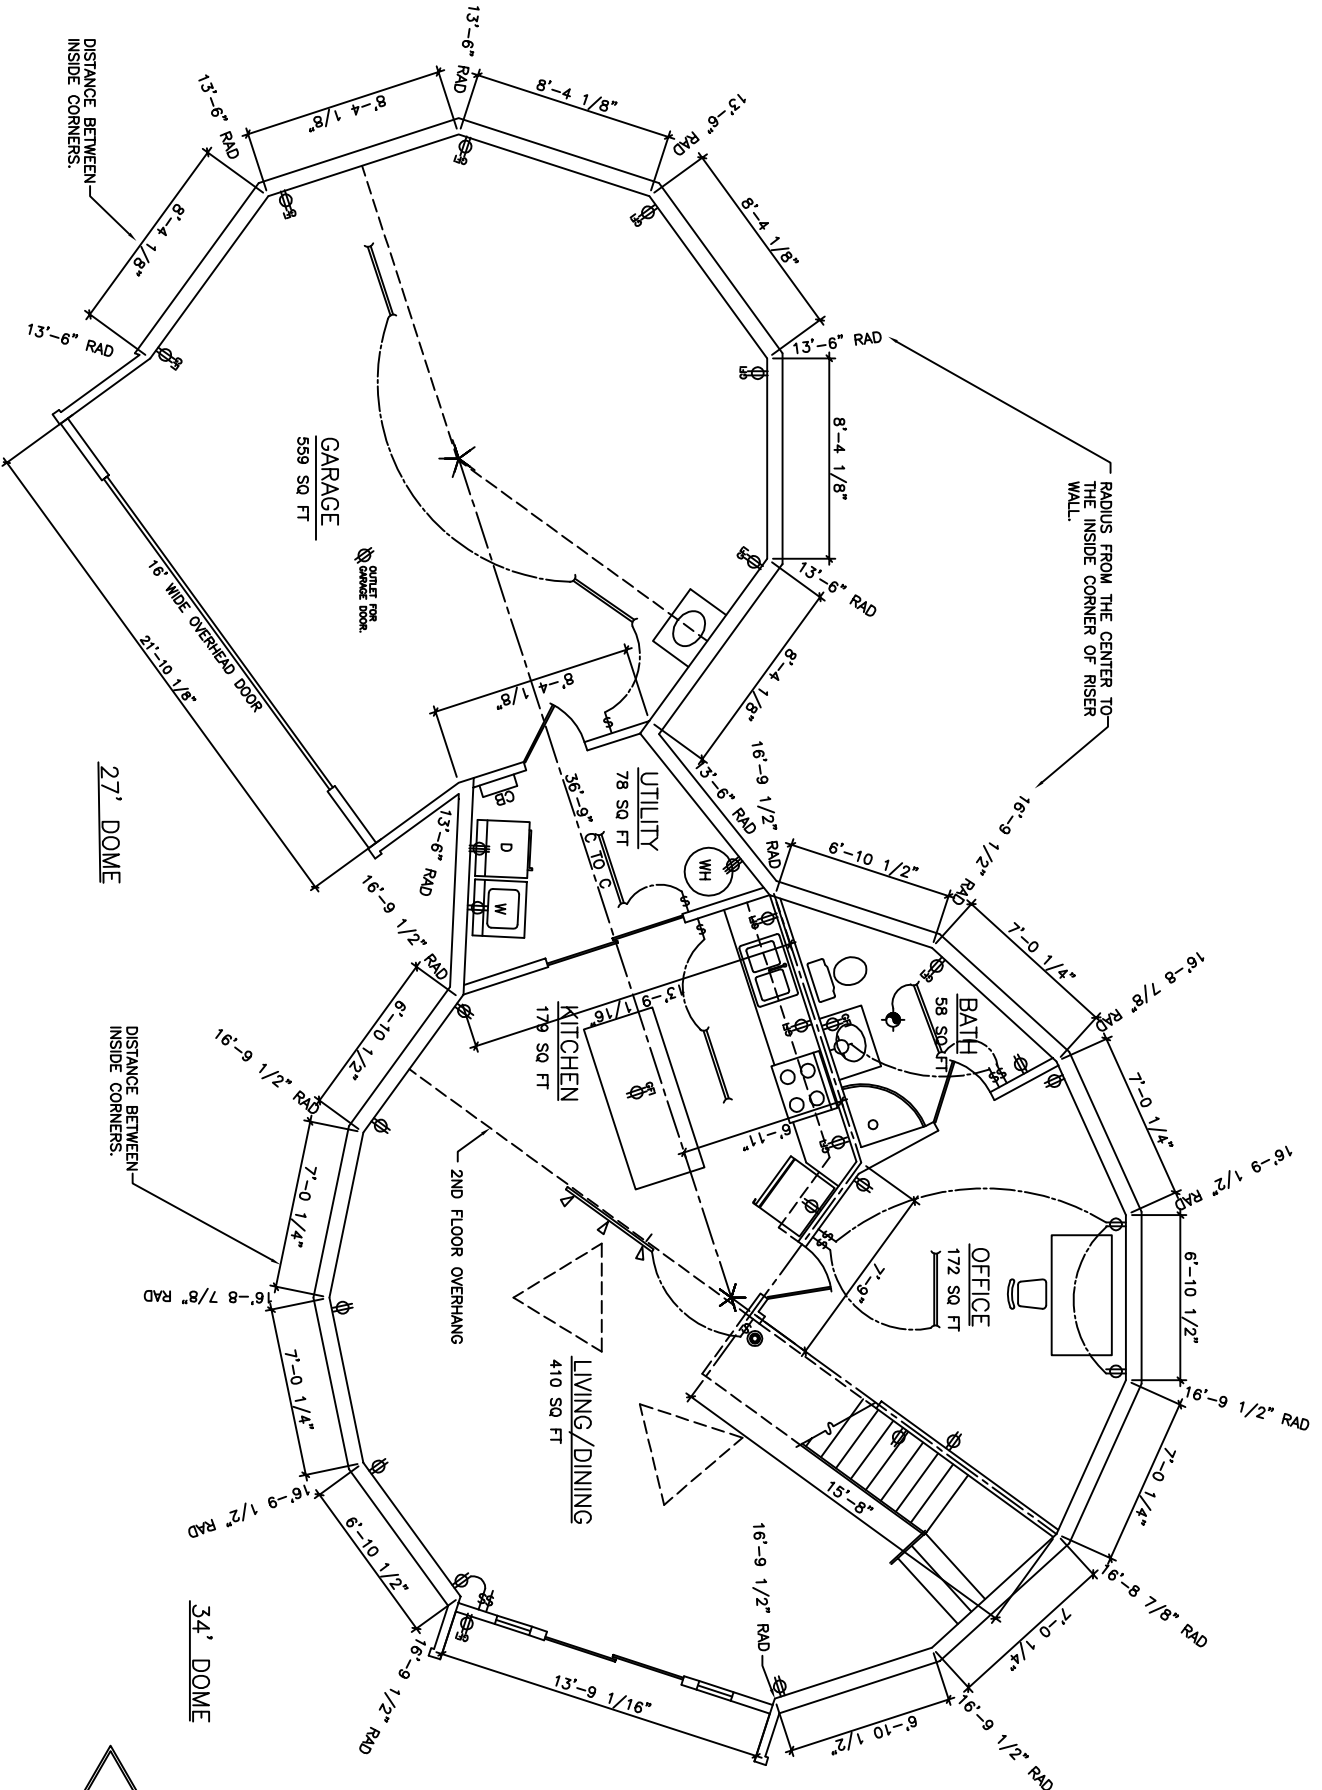 DISTANCE BETWEEN
INSIDE CORNERS.
13'-6" RAD
8'-4 1/8"
13'-6" RAD
8'-4 1/8"
13'-6" RAD
8'-4 1/8"
13'-6" RAD
8'-4 1/8"
13'-6" RAD
8'-4 1/8"
13'-6" RAD
8'-4 1/8"
13'-6" RAD
8'-4 1/8"
13'-6" RAD
RADIUS FROM THE CENTER TO
THE INSIDE CORNER OF RISER
WALL.
GARAGE
559 SQ FT
OUTLET FOR
GARAGE DOOR.
16' WIDE OVERHEAD DOOR
21'-10 1/8"
27' DOME
UTILITY
78 SQ FT
36'-9" C TO C
CB
D
W
WH
16'-9 1/2" RAD
6'-10 1/2"
16'-9 1/2" RAD
7'-0 1/4"
16'-8 7/8" RAD
7'-0 1/4"
16'-9 1/2" RAD
6'-10 1/2"
16'-9 1/2" RAD
7'-0 1/4"
16'-8 7/8" RAD
7'-0 1/4"
16'-9 1/2" RAD
6'-10 1/2"
16'-9 1/2" RAD
13'-9 1/16"
16'-9 1/2" RAD
6'-10 1/2"
16'-9 1/2" RAD
7'-0 1/4"
16'-8 7/8" RAD
7'-0 1/4"
16'-9 1/2" RAD
6'-10 1/2"
16'-9 1/2" RAD
BATH
58 SQ FT
KITCHEN
179 SQ FT
13'-9 1/16"
6'-11"
OFFICE
172 SQ FT
7'-9"
15'-8"
LIVING/DINING
410 SQ FT
2ND FLOOR OVERHANG
DISTANCE BETWEEN
INSIDE CORNERS.
34' DOME